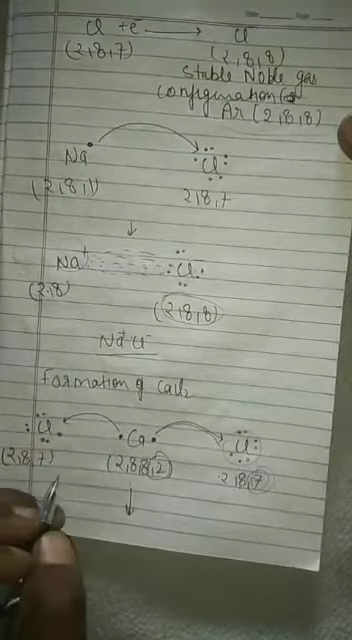 Date Page
Cl + e⁻ ⟶ Cl⁻
(2,8,7) (2,8,8)
Stable Noble gas
configuration of
Ar (2,8,8)
Na Cl
(2,8,1) 2,8,7
↓
Na⁺ Cl
(2,8) (2,8,8)
Na⁺Cl⁻
Formation of CaCl₂
Cl Ca Cl
(2,8,7) (2,8,8,2) 2,8,7
↓